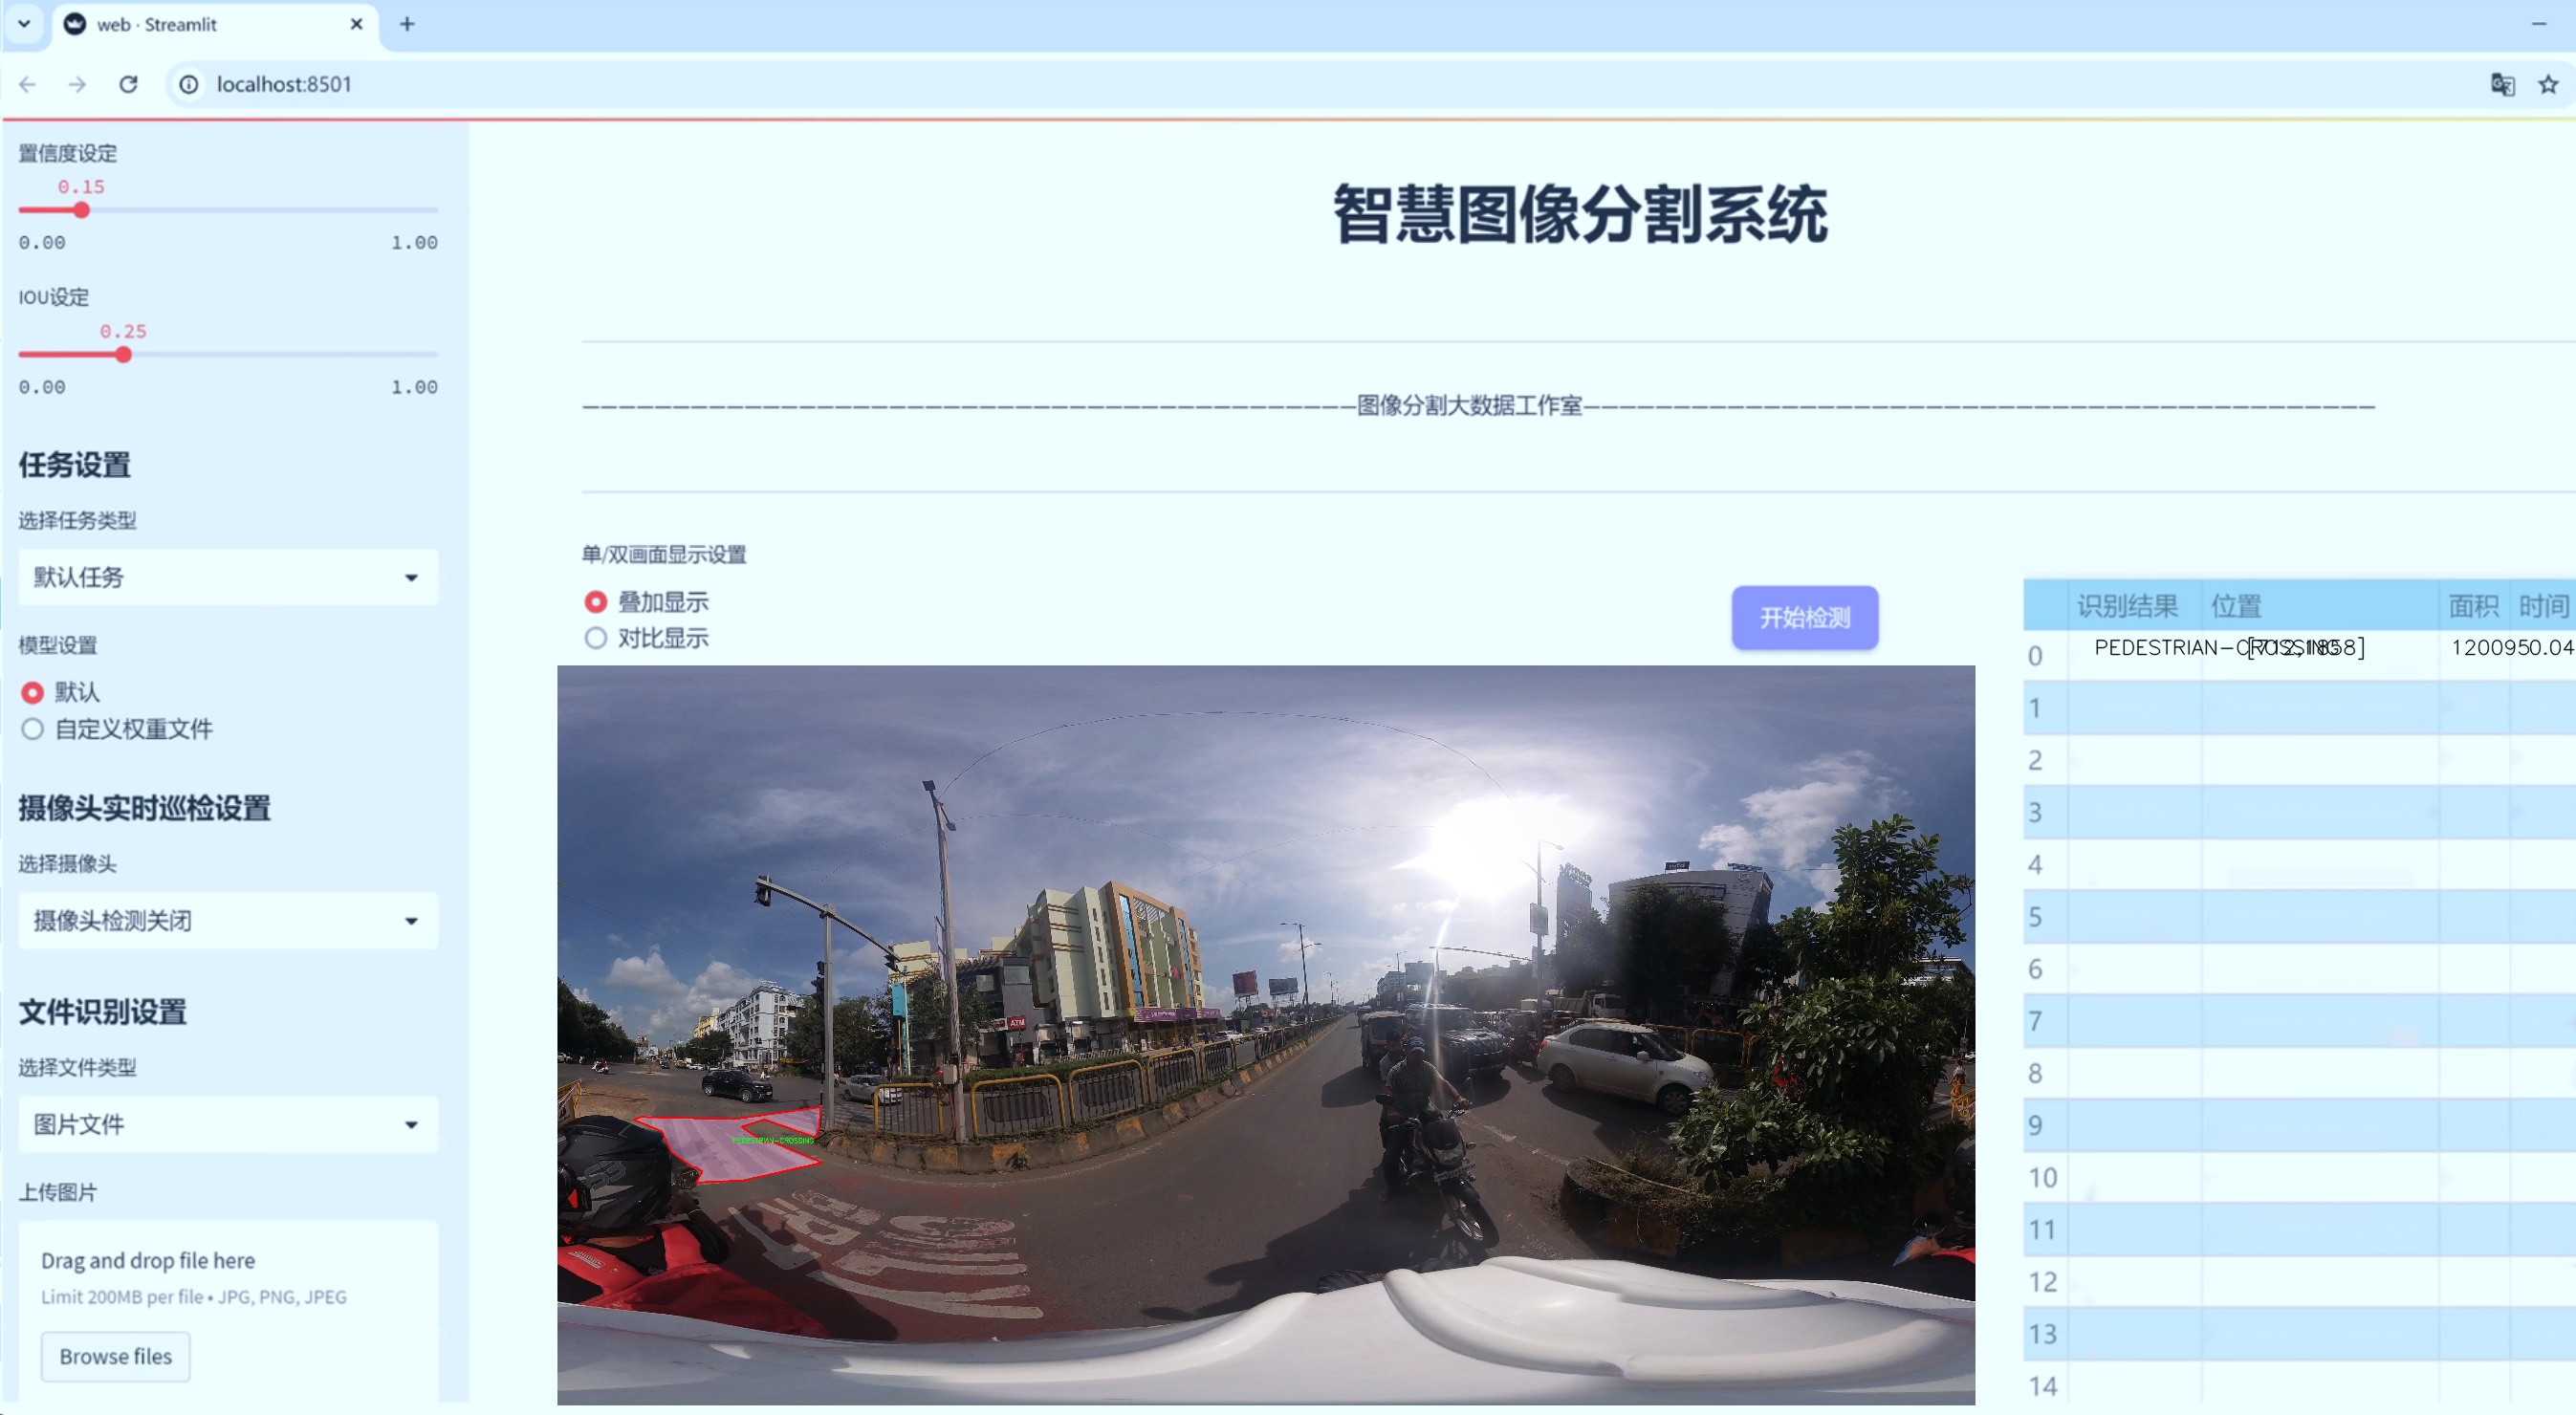 web · Streamlit
localhost:8501
置信度设定
0.15
0.00 1.00
IOU设定
0.25
0.00 1.00
任务设置
选择任务类型
默认任务
模型设置
默认
自定义权重文件
摄像头实时巡检设置
选择摄像头
摄像头检测关闭
文件识别设置
选择文件类型
图片文件
上传图片
Drag and drop file here
Limit 200MB per file • JPG, PNG, JPEG
Browse files
智慧图像分割系统
图像分割大数据工作室
单/双画面显示设置
叠加显示
对比显示
开始检测
ATM
PEDESTRIAN-CROSSING
识别结果 位置 面积 时间
0 PEDESTRIAN-CROSSING 1200950.04
1
2
3
4
5
6
7
8
9
10
11
12
13
14